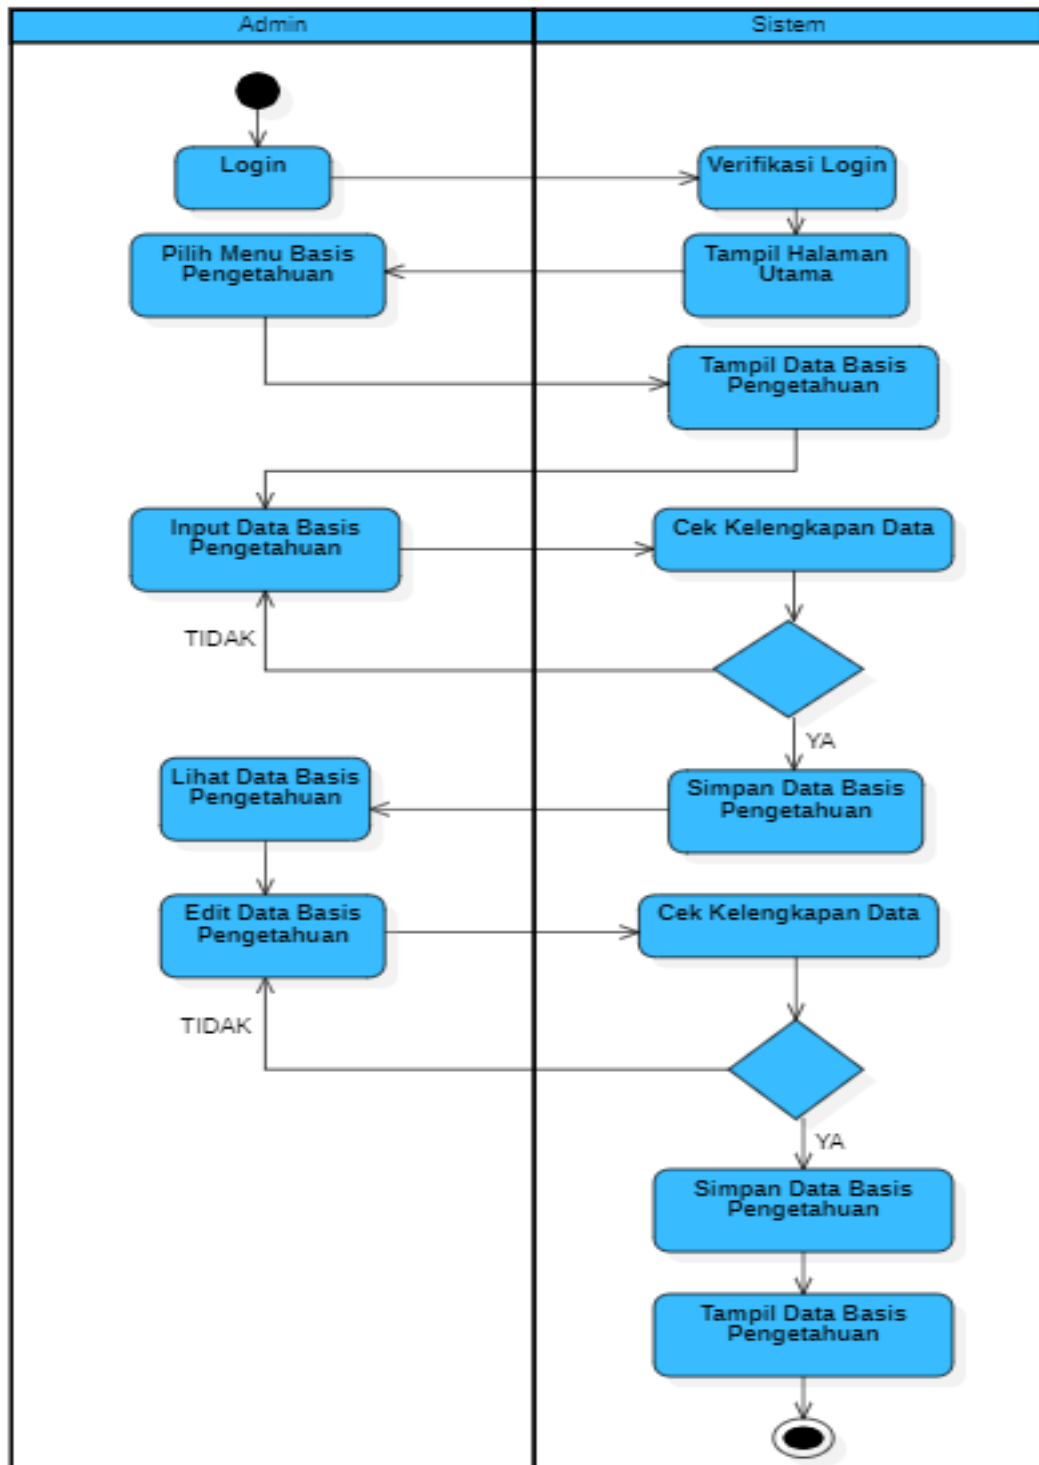 Admin
Sistem
Login
Verifikasi Login
Pilih Menu Basis
Pengetahuan
Tampil Halaman
Utama
Tampil Data Basis
Pengetahuan
Input Data Basis
Pengetahuan
Cek Kelengkapan Data
TIDAK
YA
Lihat Data Basis
Pengetahuan
Simpan Data Basis
Pengetahuan
Edit Data Basis
Pengetahuan
Cek Kelengkapan Data
TIDAK
YA
Simpan Data Basis
Pengetahuan
Tampil Data Basis
Pengetahuan